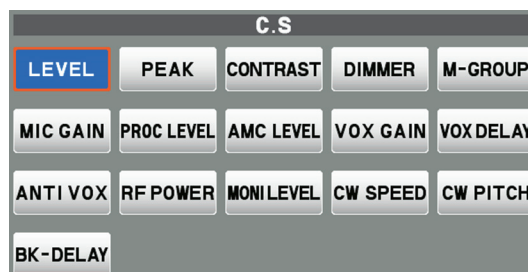 C.S
LEVEL PEAK CONTRAST DIMMER M-GROUP
MIC GAIN PROC LEVEL AMC LEVEL VOX GAIN VOX DELAY
ANTI VOX RF POWER MONI LEVEL CW SPEED CW PITCH
BK-DELAY